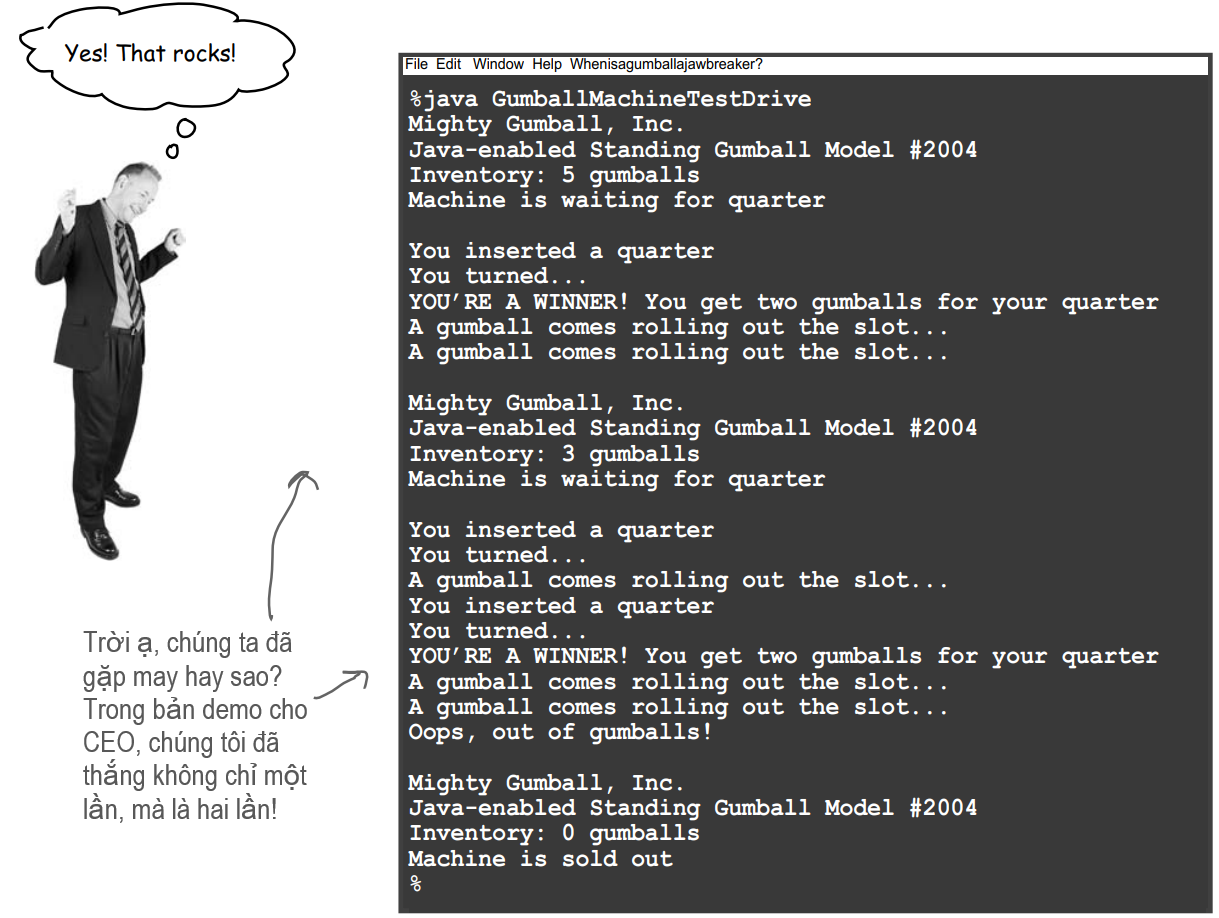 Yes! That rocks!
File Edit Window Help Whenisagumballajawbreaker?
%java GumballMachineTestDrive
Mighty Gumball, Inc.
Java-enabled Standing Gumball Model #2004
Inventory: 5 gumballs
Machine is waiting for quarter
You inserted a quarter
You turned...
YOU’RE A WINNER! You get two gumballs for your quarter
A gumball comes rolling out the slot...
A gumball comes rolling out the slot...
Mighty Gumball, Inc.
Java-enabled Standing Gumball Model #2004
Inventory: 3 gumballs
Machine is waiting for quarter
You inserted a quarter
You turned...
A gumball comes rolling out the slot...
You inserted a quarter
You turned...
YOU’RE A WINNER! You get two gumballs for your quarter
A gumball comes rolling out the slot...
A gumball comes rolling out the slot...
Oops, out of gumballs!
Mighty Gumball, Inc.
Java-enabled Standing Gumball Model #2004
Inventory: 0 gumballs
Machine is sold out
%
Trời ạ, chúng ta đã
gặp may hay sao?
Trong bản demo cho
CEO, chúng tôi đã
thắng không chỉ một
lần, mà là hai lần!